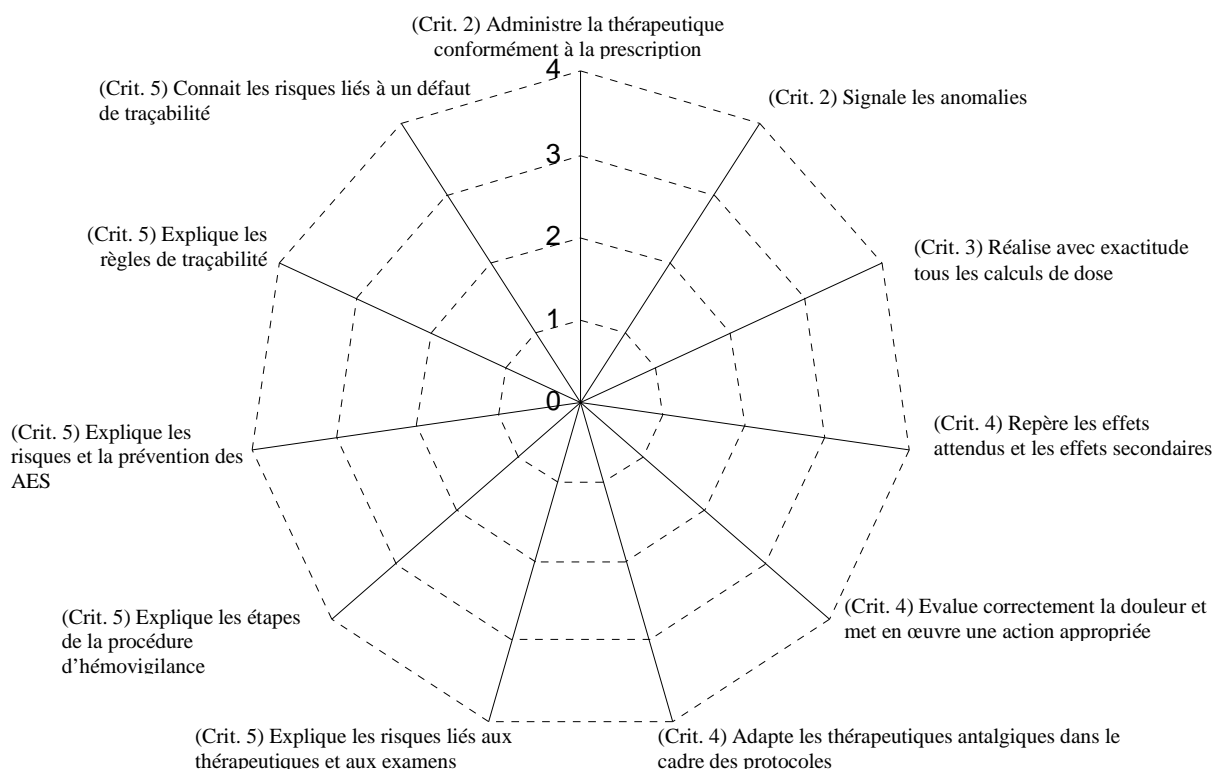 (Crit. 2) Administre la thérapeutique
conformément à la prescription
(Crit. 5) Connait les risques liés à un défaut
de traçabilité
(Crit. 2) Signale les anomalies
(Crit. 5) Explique les
règles de traçabilité
(Crit. 3) Réalise avec exactitude
tous les calculs de dose
4
3
2
1
0
(Crit. 5) Explique les
risques et la prévention des
AES
(Crit. 4) Repère les effets
attendus et les effets secondaires
(Crit. 5) Explique les étapes
de la procédure
d’hémovigilance
(Crit. 4) Evalue correctement la douleur et
met en œuvre une action appropriée
(Crit. 5) Explique les risques liés aux
thérapeutiques et aux examens
(Crit. 4) Adapte les thérapeutiques antalgiques dans le
cadre des protocoles